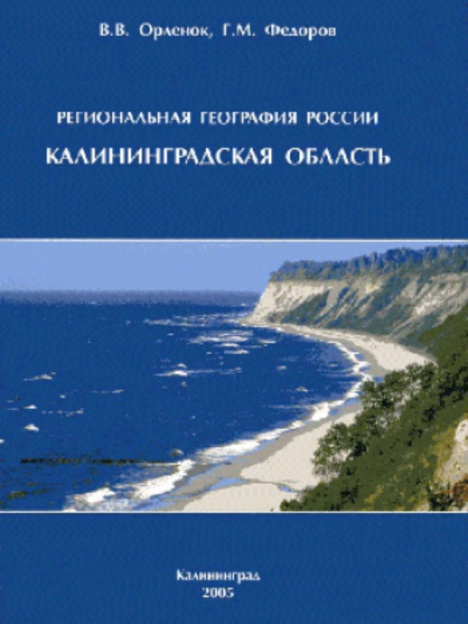 В.В. Орленок, Г.М. Федоров
РЕГИОНАЛЬНАЯ ГЕОГРАФИЯ РОССИИ
КАЛИНИНГРАДСКАЯ ОБЛАСТЬ
Калининград
2005